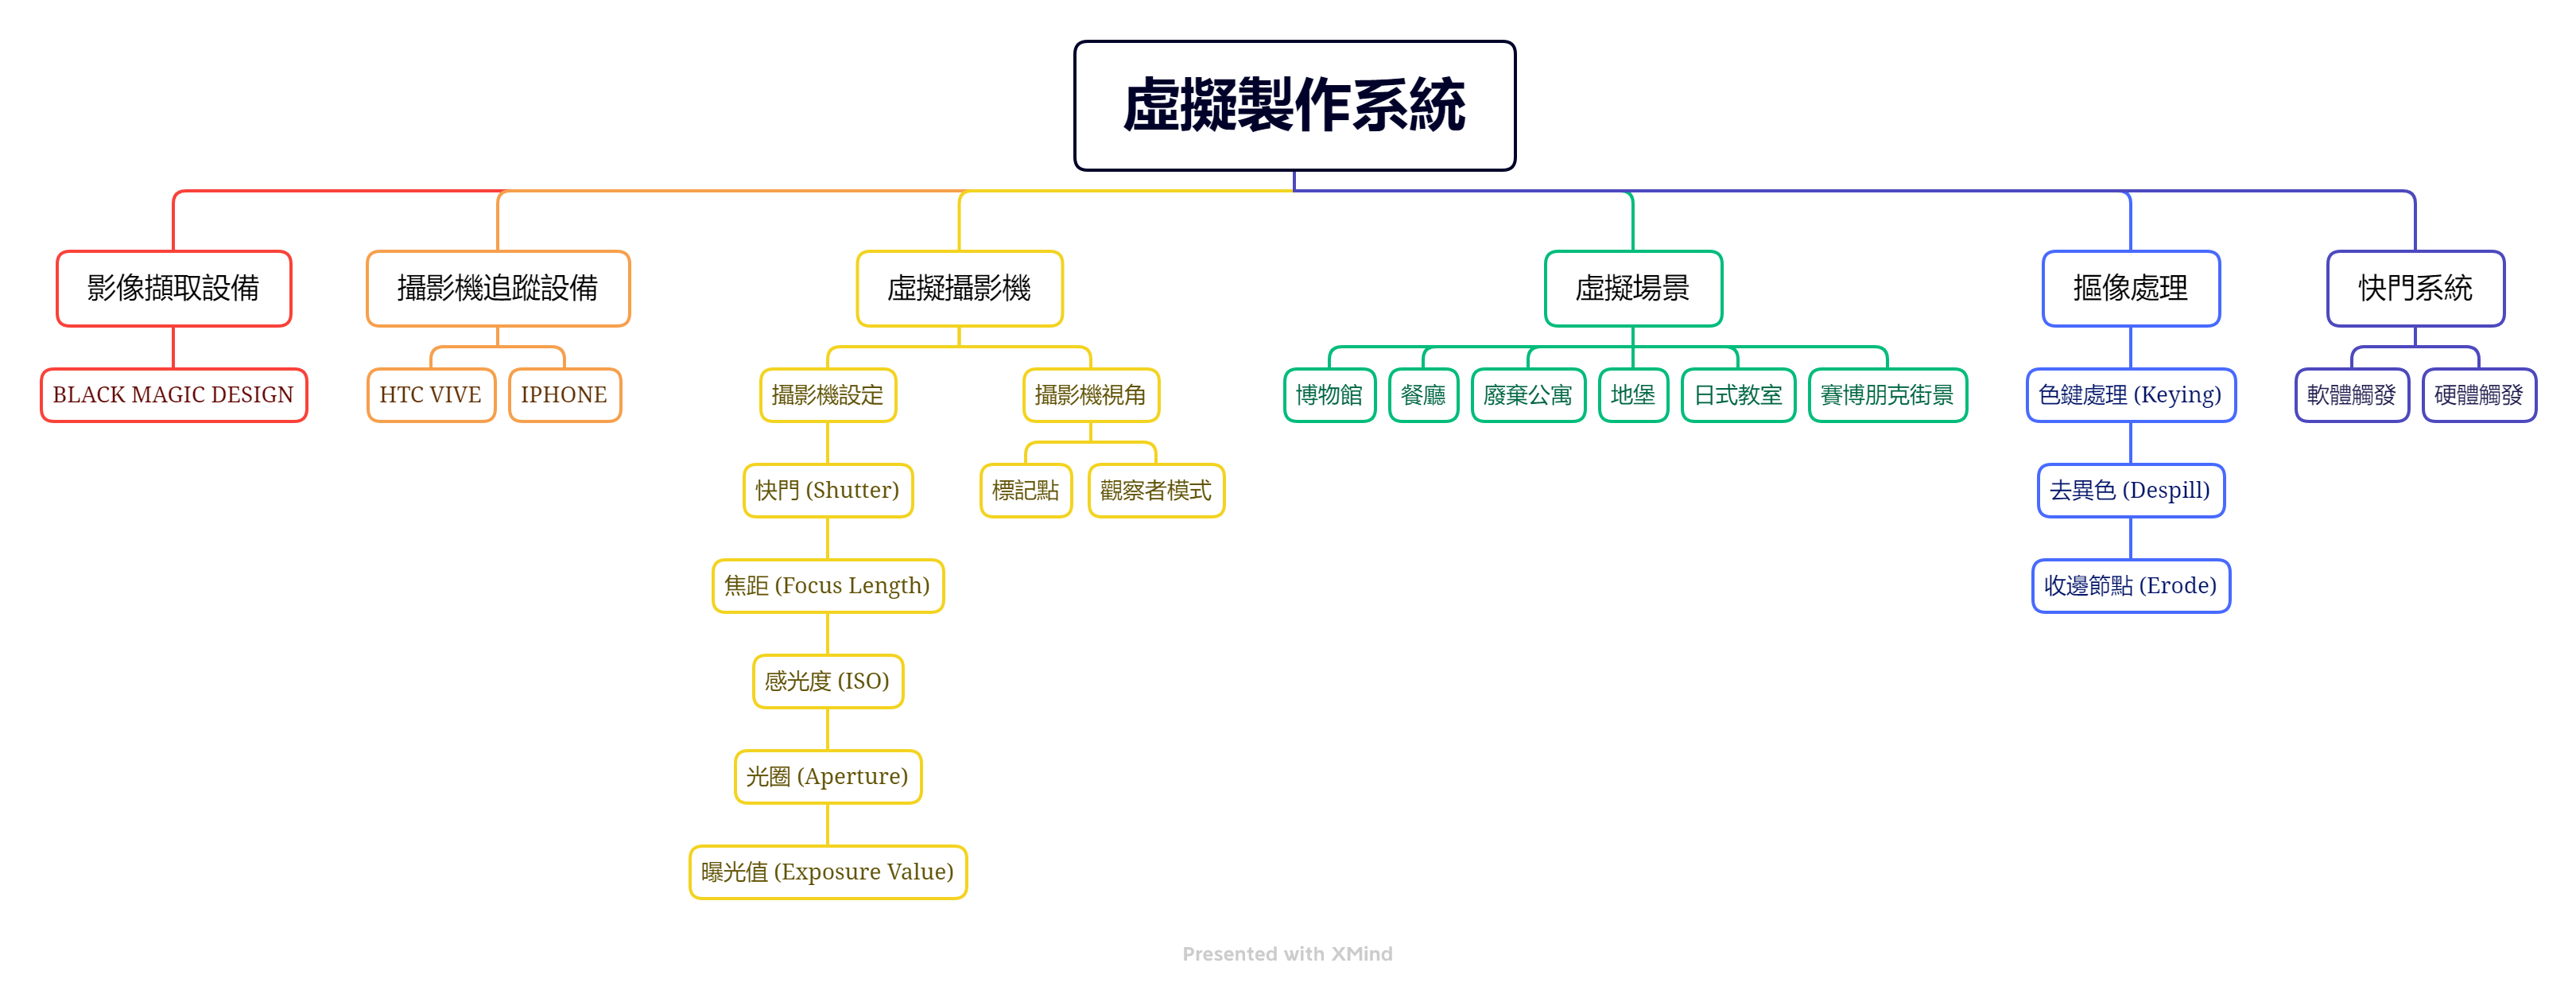 虛擬製作系統
影像擷取設備
攝影機追蹤設備
虛擬攝影機
虛擬場景
摳像處理
快門系統
BLACK MAGIC DESIGN
HTC VIVE
IPHONE
攝影機設定
攝影機視角
博物館
餐廳
廢棄公寓
地堡
日式教室
賽博朋克街景
色鍵處理 (Keying)
軟體觸發
硬體觸發
快門 (Shutter)
標記點
觀察者模式
去異色 (Despill)
焦距 (Focus Length)
收邊節點 (Erode)
感光度 (ISO)
光圈 (Aperture)
曝光值 (Exposure Value)
Presented with XMind